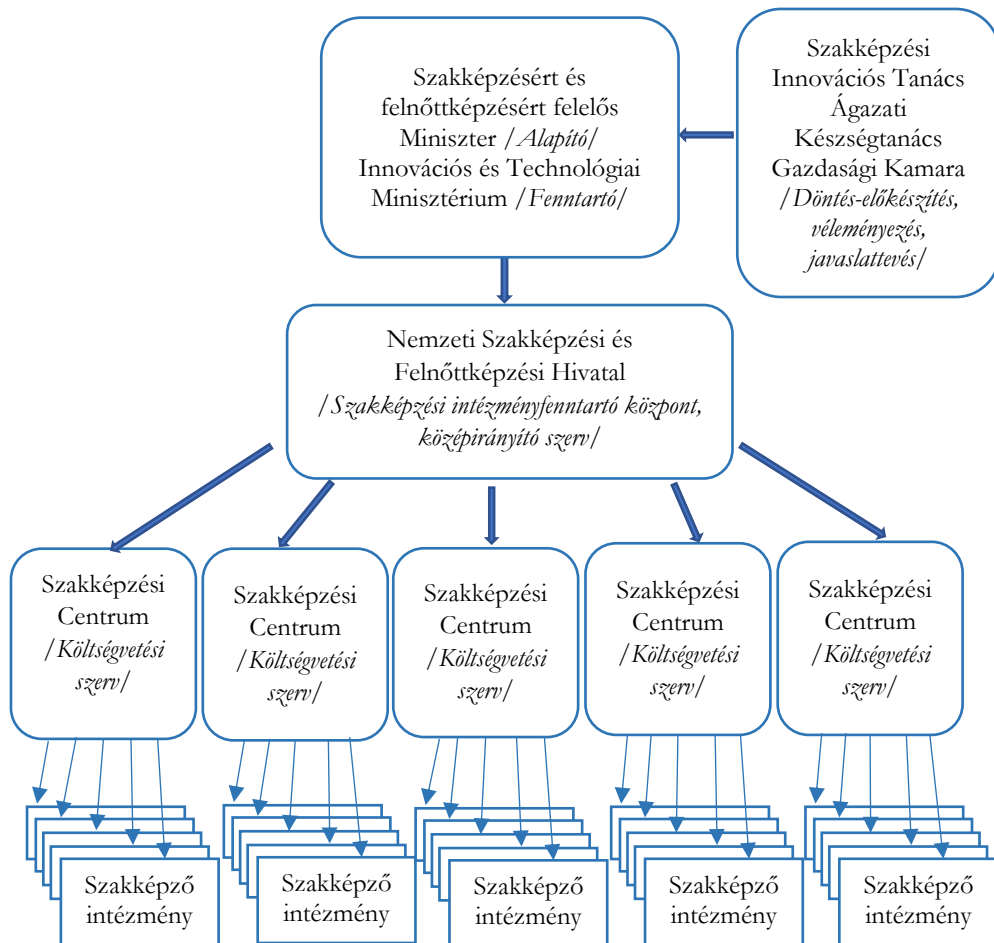 Szakképzésért és
felnőttképzésért felelős
Miniszter /Alapító/
Innovációs és Technológiai
Minisztérium /Fenntartó/
Szakképzési
Innovációs Tanács
Ágazati
Készségtanács
Gazdasági Kamara
/Döntés-előkészítés,
véleményezés,
javaslattevés/
Nemzeti Szakképzési és
Felnőttképzési Hivatal
/Szakképzési intézményfenntartó központ,
középirányító szerv/
Szakképzési
Centrum
/Költségvetési
szerv/
Szakképzési
Centrum
/Költségvetési
szerv/
Szakképzési
Centrum
/Költségvetési
szerv/
Szakképzési
Centrum
/Költségvetési
szerv/
Szakképzési
Centrum
/Költségvetési
szerv/
Szakképző
intézmény
Szakképző
intézmény
Szakképző
intézmény
Szakképző
intézmény
Szakképző
intézmény